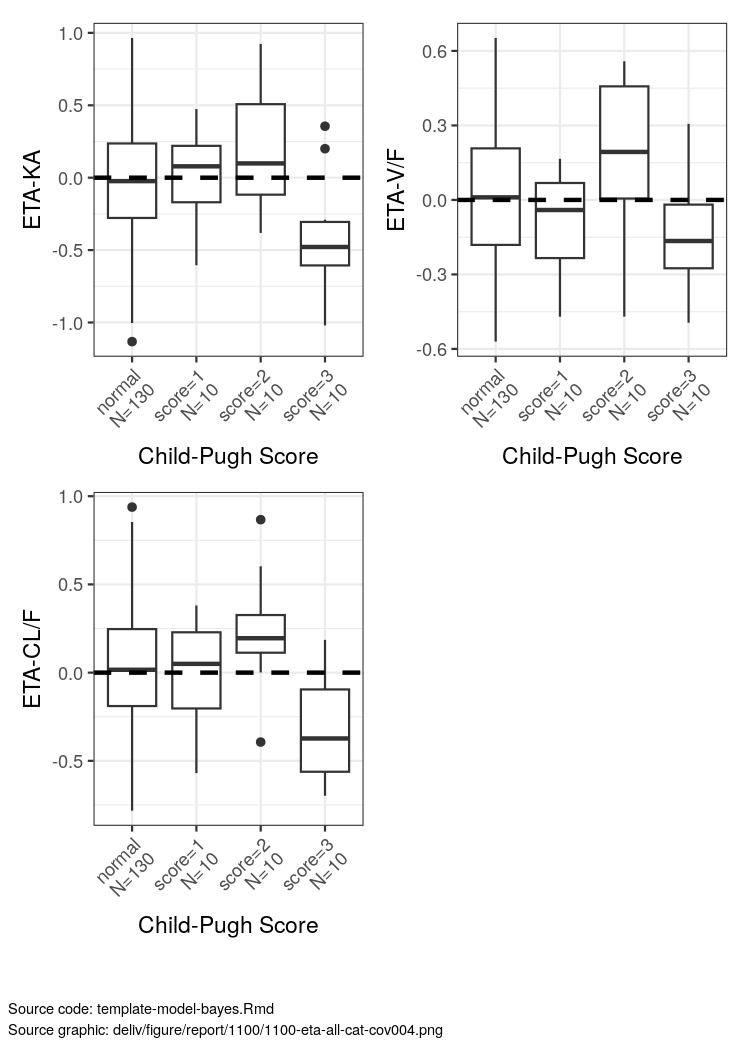 ETA-KA
1.0
0.5
0.0
-0.5
-1.0
normal
N=130
score=1
N=10
score=2
N=10
score=3
N=10
Child-Pugh Score
ETA-V/F
0.6
0.3
0.0
-0.3
-0.6
normal
N=130
score=1
N=10
score=2
N=10
score=3
N=10
Child-Pugh Score
ETA-CL/F
1.0
0.5
0.0
-0.5
normal
N=130
score=1
N=10
score=2
N=10
score=3
N=10
Child-Pugh Score
Source code: template-model-bayes.Rmd
Source graphic: deliv/figure/report/1100/1100-eta-all-cat-cov004.png